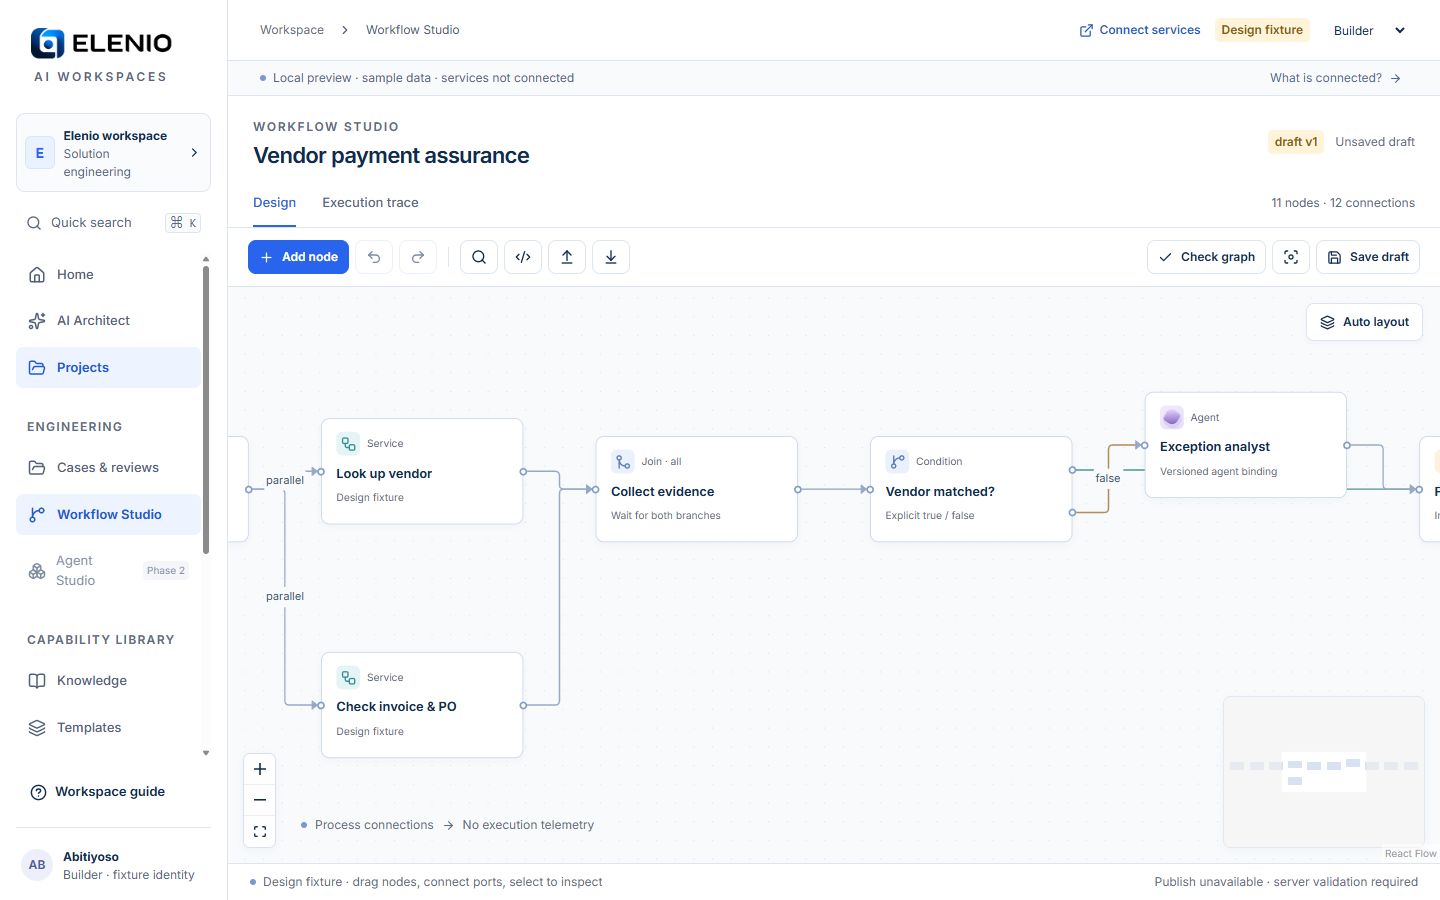 ELENIO
AI WORKSPACES
E
Elenio workspace
Solution
engineering
Quick search
⌘ K
Home
AI Architect
Projects
ENGINEERING
Cases & reviews
Workflow Studio
Agent
Studio
Phase 2
CAPABILITY LIBRARY
Knowledge
Templates
Workspace guide
AB
Abitiyoso
Builder · fixture identity
Workspace
Workflow Studio
Connect services
Design fixture
Builder
Local preview · sample data · services not connected
What is connected? →
WORKFLOW STUDIO
Vendor payment assurance
draft v1
Unsaved draft
Design
Execution trace
11 nodes · 12 connections
Add node
Check graph
Save draft
Auto layout
parallel
parallel
Service
Look up vendor
Design fixture
Service
Check invoice & PO
Design fixture
Join · all
Collect evidence
Wait for both branches
Condition
Vendor matched?
Explicit true / false
false
Agent
Exception analyst
Versioned agent binding
Process connections → No execution telemetry
React Flow
Design fixture · drag nodes, connect ports, select to inspect
Publish unavailable · server validation required